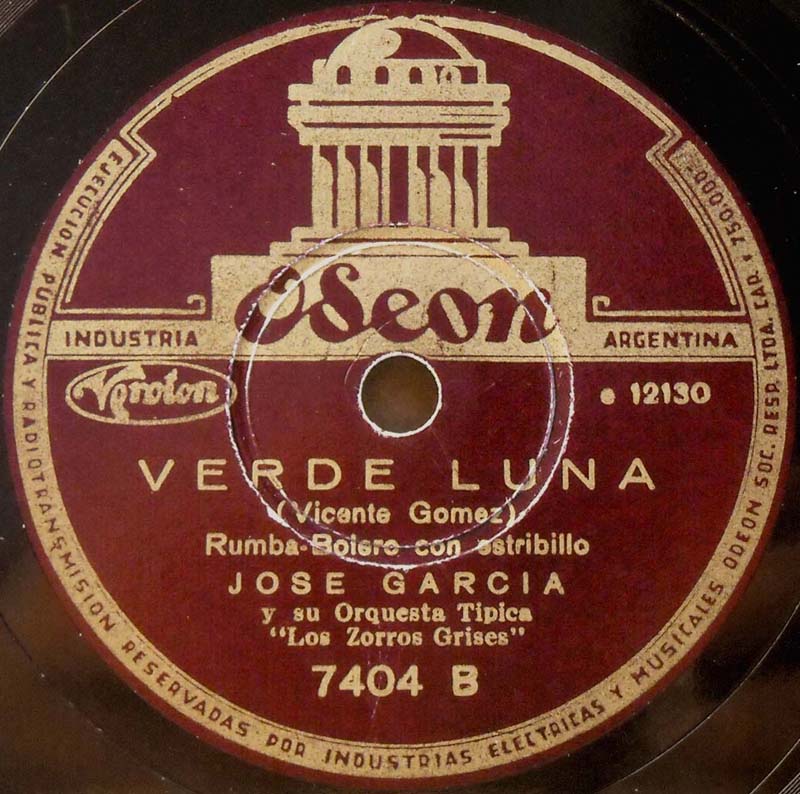 Odeon
INDUSTRIA ARGENTINA
Veroton
e 12130
VERDE LUNA
(Vicente Gomez)
Rumba-Bolero con estribillo
JOSE GARCIA
y su Orquesta Tipica
"Los Zorros Grises"
7404 B
EJECUCION PUBLICA Y RADIOTRANSMISION RESERVADAS POR INDUSTRIAS ELECTRICAS Y MUSICALES ODEON SOC. RESP. LTDA. CAP. $ 750.000-